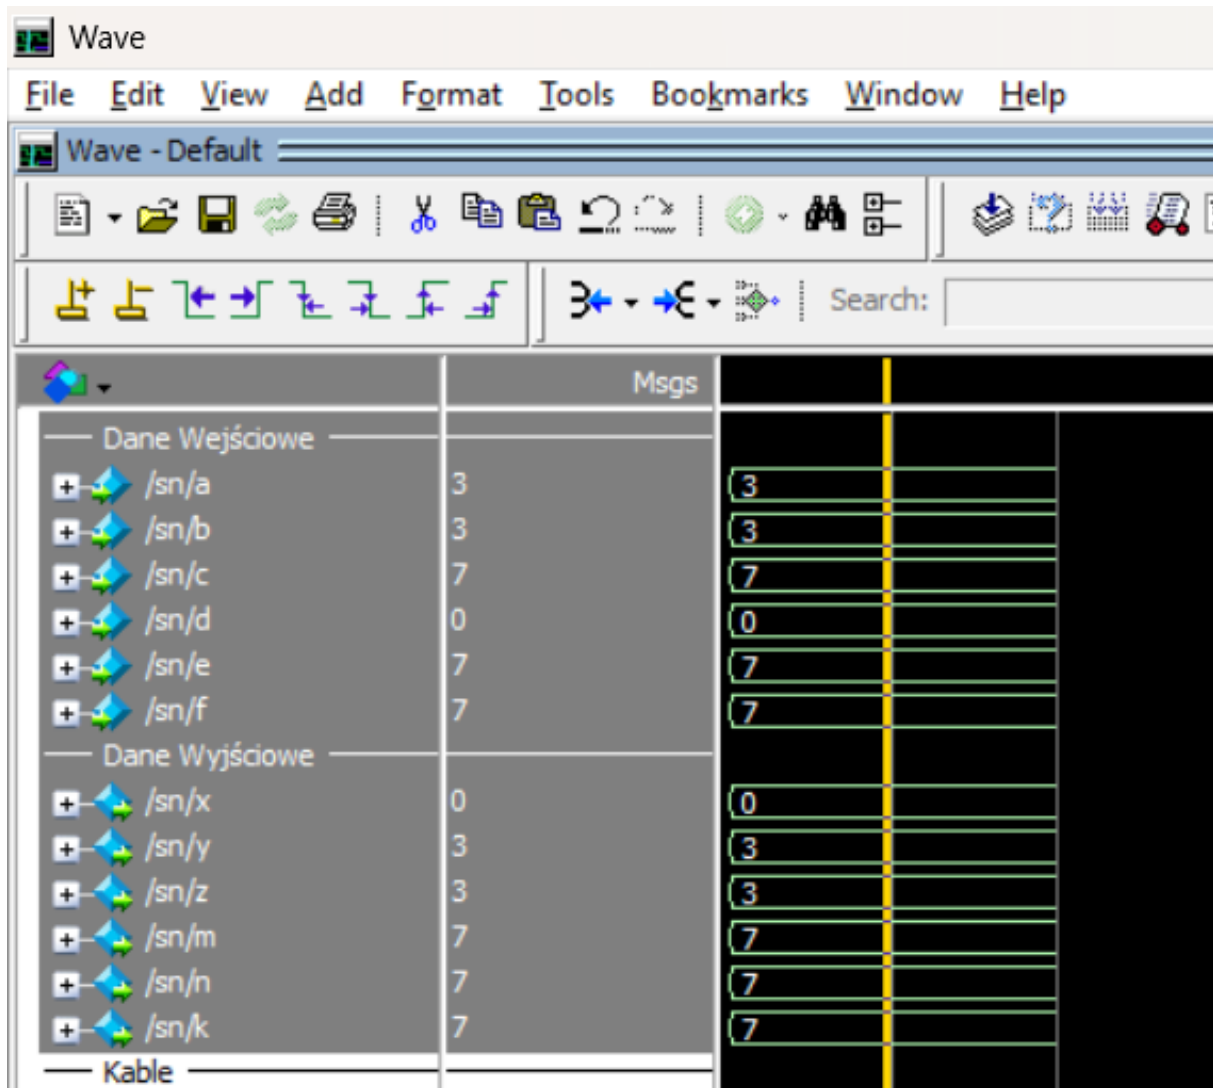 Wave
File Edit View Add Format Tools Bookmarks Window Help
Wave - Default
Search:
Msgs
Dane Wejściowe
/sn/a 3 3
/sn/b 3 3
/sn/c 7 7
/sn/d 0 0
/sn/e 7 7
/sn/f 7 7
Dane Wyjściowe
/sn/x 0 0
/sn/y 3 3
/sn/z 3 3
/sn/m 7 7
/sn/n 7 7
/sn/k 7 7
Kable